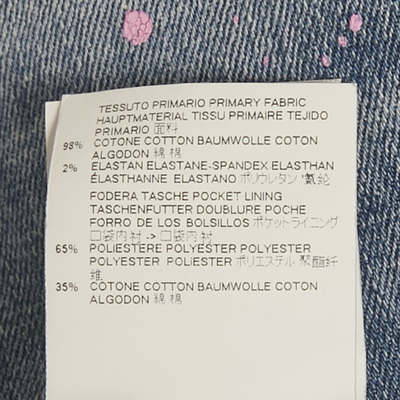 TESSUTO PRIMARIO PRIMARY FABRIC
HAUPTMATERIAL TISSU PRIMAIRE TEJIDO
PRIMARIO 面料
98% COTONE COTTON BAUMWOLLE COTON
ALGODON 綿 棉
2% ELASTAN ELASTANE-SPANDEX ELASTHAN
ÉLASTHANNE ELASTANO ポリウレタン 氨纶
FODERA TASCHE POCKET LINING
TASCHENFUTTER DOUBLURE POCHE
FORRO DE LOS BOLSILLOS ポケットライニング
口袋内衬 -> 口袋内衬
65% POLIESTERE POLYESTER POLYESTER
POLYESTER POLIESTER ポリエステル 聚酯纤
维
35% COTONE COTTON BAUMWOLLE COTON
ALGODON 綿 棉